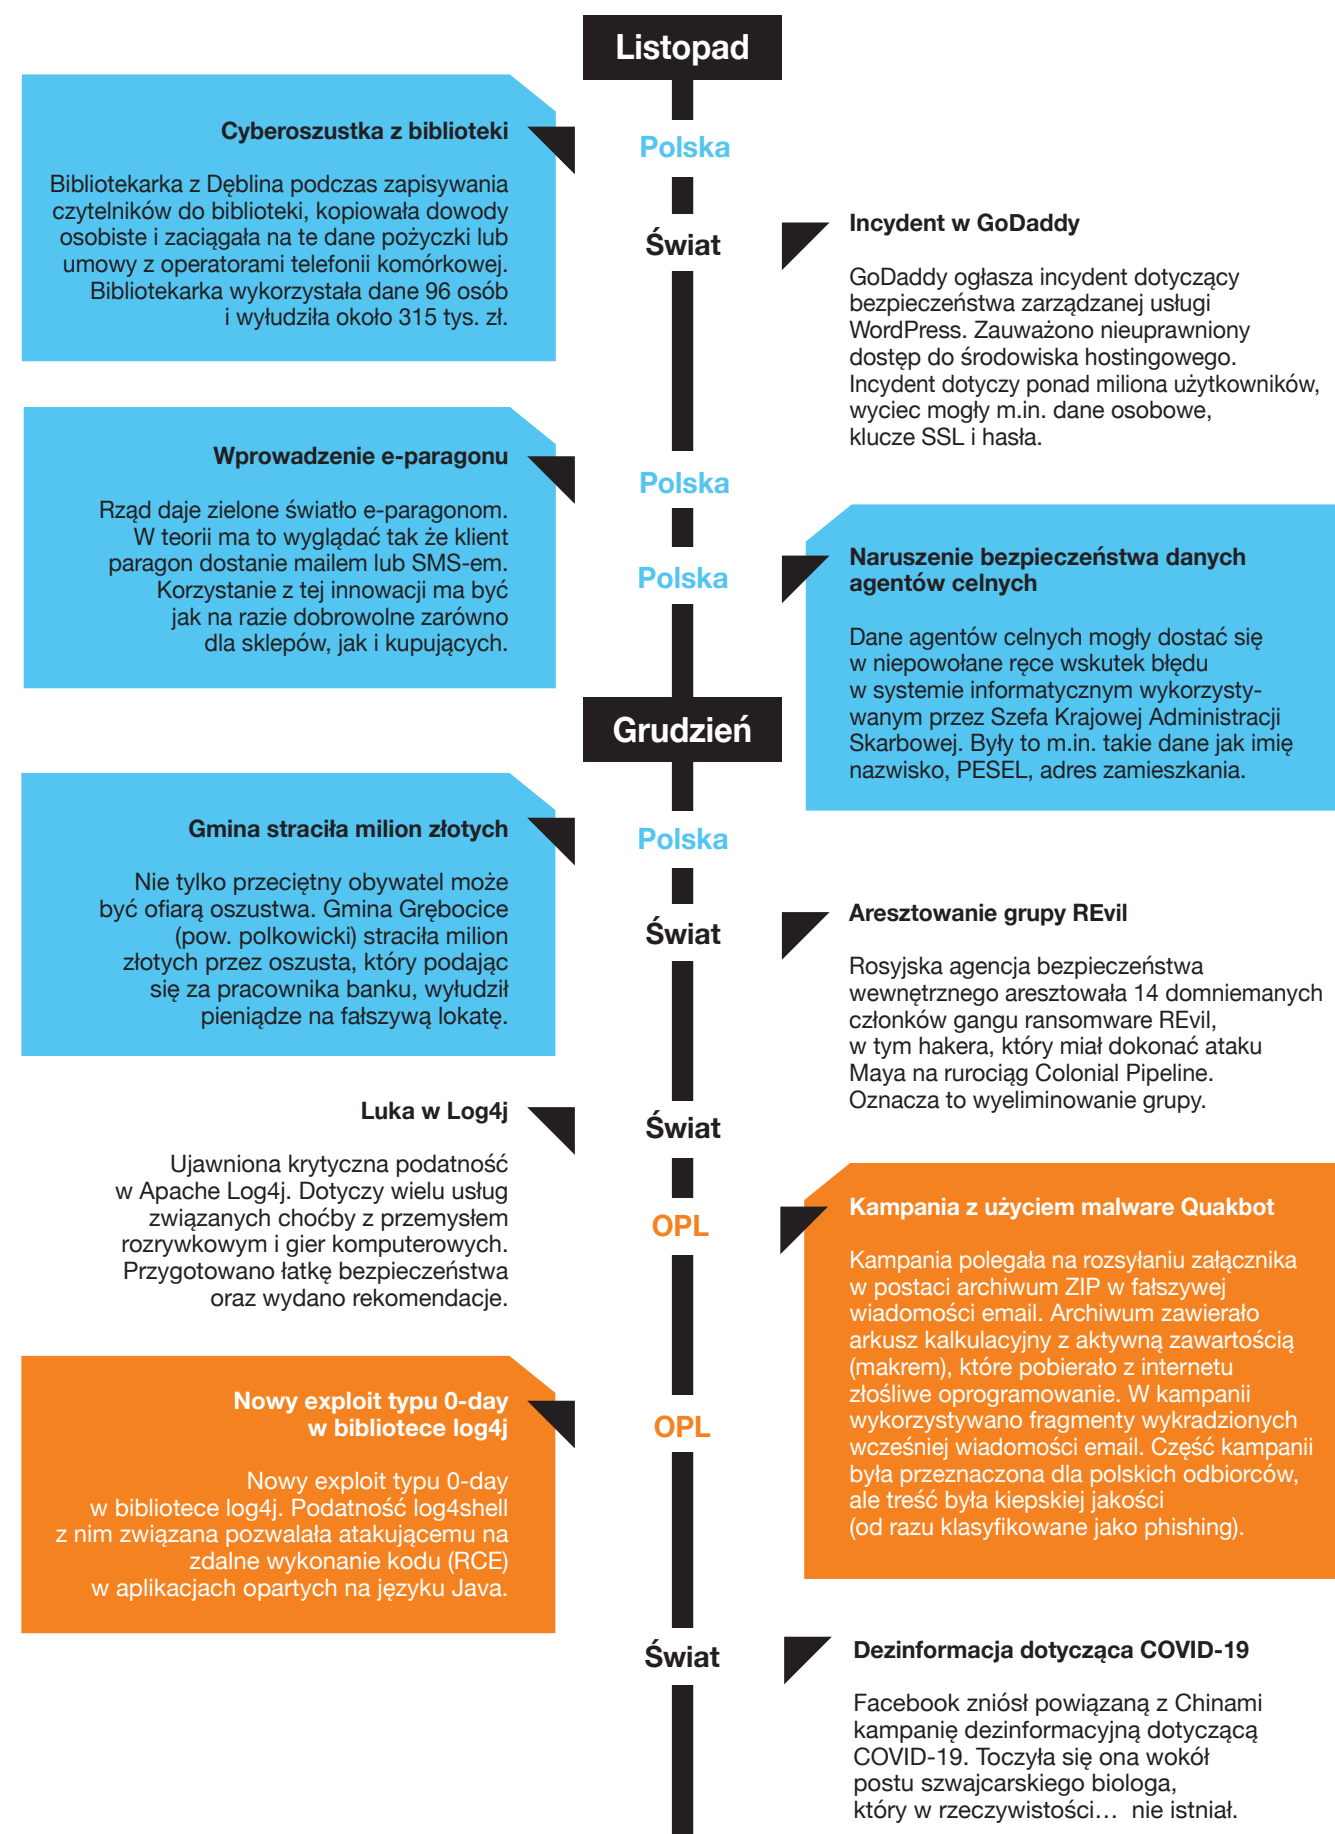 Listopad
Polska
Cyberoszustka z biblioteki
Bibliotekarka z Dęblina podczas zapisywania
czytelników do biblioteki, kopiowała dowody
osobiste i zaciągała na te dane pożyczki lub
umowy z operatorami telefonii komórkowej.
Bibliotekarka wykorzystała dane 96 osób
i wyłudziła około 315 tys. zł.
Świat
Incydent w GoDaddy
GoDaddy ogłasza incydent dotyczący
bezpieczeństwa zarządzanej usługi
WordPress. Zauważono nieuprawniony
dostęp do środowiska hostingowego.
Incydent dotyczy ponad miliona użytkowników,
wyciec mogły m.in. dane osobowe,
klucze SSL i hasła.
Polska
Wprowadzenie e-paragonu
Rząd daje zielone światło e-paragonom.
W teorii ma to wyglądać tak że klient
paragon dostanie mailem lub SMS-em.
Korzystanie z tej innowacji ma być
jak na razie dobrowolne zarówno
dla sklepów, jak i kupujących.
Polska
Naruszenie bezpieczeństwa danych
agentów celnych
Dane agentów celnych mogły dostać się
w niepowołane ręce wskutek błędu
w systemie informatycznym wykorzysty-
wanym przez Szefa Krajowej Administracji
Skarbowej. Były to m.in. takie dane jak imię
nazwisko, PESEL, adres zamieszkania.
Grudzień
Polska
Gmina straciła milion złotych
Nie tylko przeciętny obywatel może
być ofiarą oszustwa. Gmina Grębocice
(pow. polkowicki) straciła milion
złotych przez oszusta, który podając
się za pracownika banku, wyłudził
pieniądze na fałszywą lokatę.
Świat
Aresztowanie grupy REvil
Rosyjska agencja bezpieczeństwa
wewnętrznego aresztowała 14 domniemanych
członków gangu ransomware REvil,
w tym hakera, który miał dokonać ataku
Maya na rurociąg Colonial Pipeline.
Oznacza to wyeliminowanie grupy.
Świat
Luka w Log4j
Ujawniona krytyczna podatność
w Apache Log4j. Dotyczy wielu usług
związanych choćby z przemysłem
rozrywkowym i gier komputerowych.
Przygotowano łatkę bezpieczeństwa
oraz wydano rekomendacje.
OPL
Kampania z użyciem malware Quakbot
Kampania polegała na rozsyłaniu załącznika
w postaci archiwum ZIP w fałszywej
wiadomości email. Archiwum zawierało
arkusz kalkulacyjny z aktywną zawartością
(makrem), które pobierało z internetu
złośliwe oprogramowanie. W kampanii
wykorzystywano fragmenty wykradzionych
wcześniej wiadomości email. Część kampanii
była przeznaczona dla polskich odbiorców,
ale treść była kiepskiej jakości
(od razu klasyfikowane jako phishing).
OPL
Nowy exploit typu 0-day
w bibliotece log4j
Nowy exploit typu 0-day
w bibliotece log4j. Podatność log4shell
z nim związana pozwalała atakującemu na
zdalne wykonanie kodu (RCE)
w aplikacjach opartych na języku Java.
Świat
Dezinformacja dotycząca COVID-19
Facebook zniósł powiązaną z Chinami
kampanię dezinformacyjną dotyczącą
COVID-19. Toczyła się ona wokół
postu szwajcarskiego biologa,
który w rzeczywistości… nie istniał.